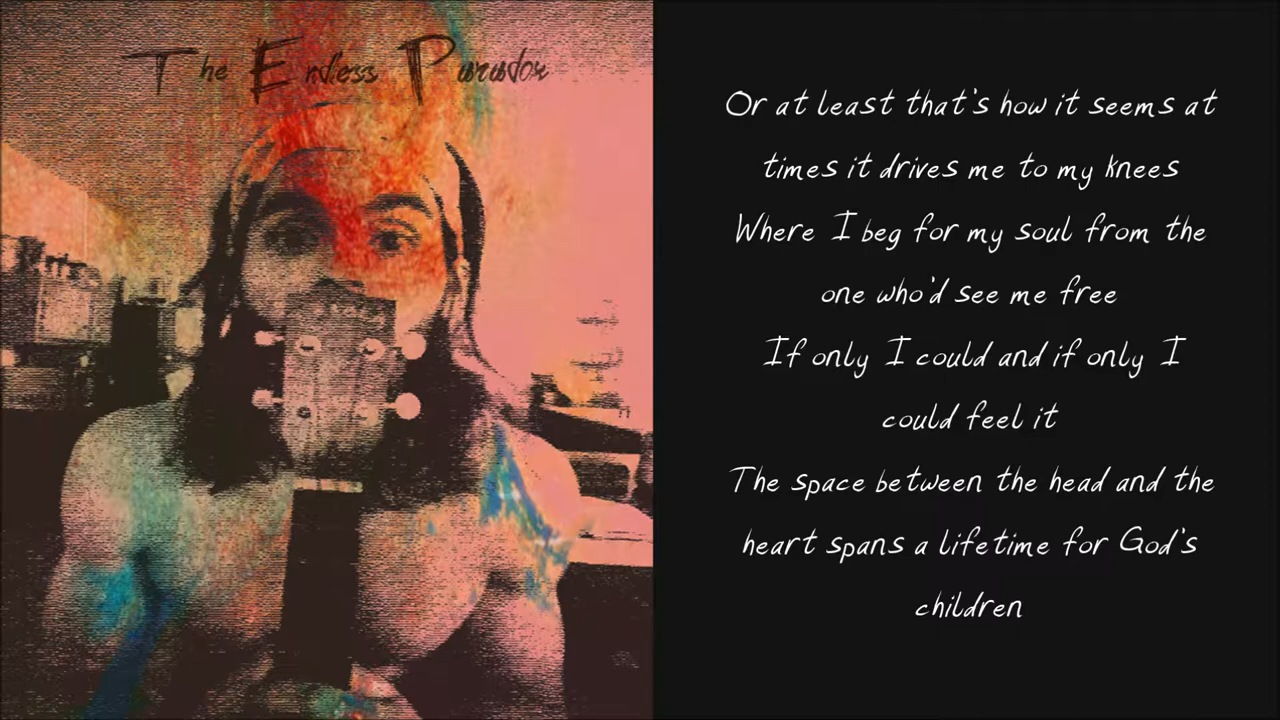 The Endless Paradox
Or at least that's how it seems at
times it drives me to my knees
Where I beg for my soul from the
one who'd see me free
If only I could and if only I
could feel it
The space between the head and the
heart spans a lifetime for God's
children